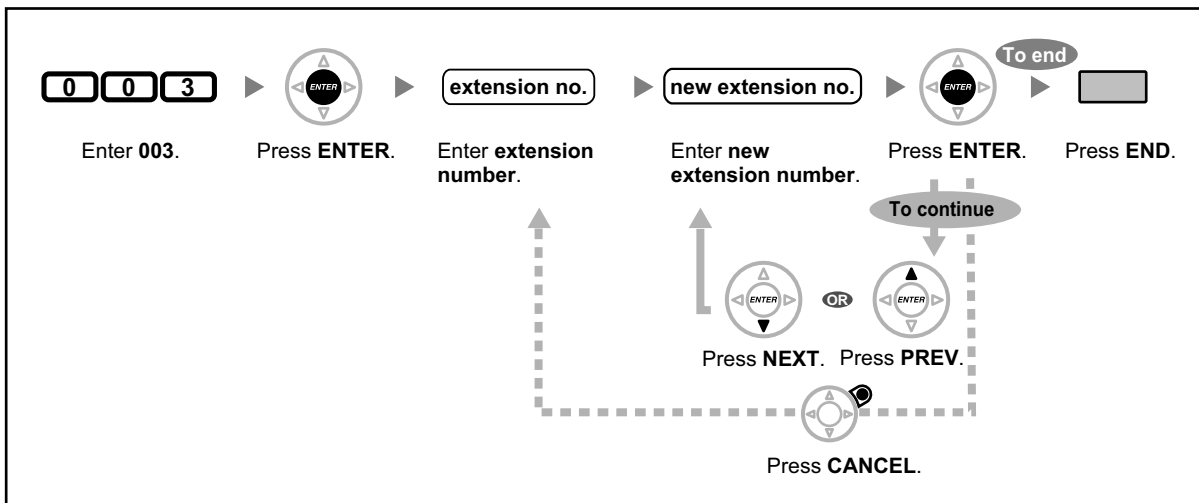 To end
0 0 3 ENTER extension no. new extension no. ENTER
Enter 003. Press ENTER. Enter extension Enter new Press ENTER. Press END.
number. extension number.
To continue
ENTER OR ENTER
Press NEXT. Press PREV.
Press CANCEL.